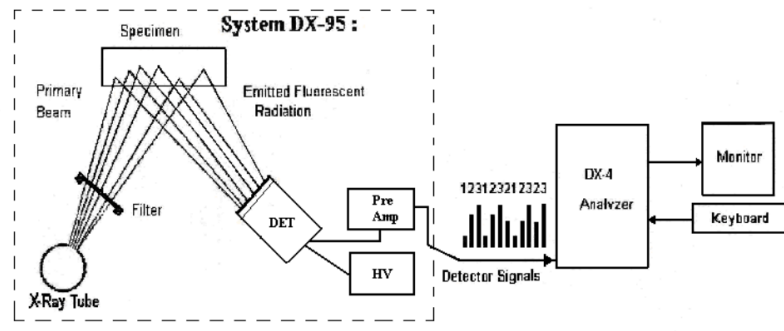 System DX-95 :
Specimen
Primary
Beam
Emitted Fluorescent
Radiation
Filter
X-Ray Tube
DET
Pre
Amp
HV
123123212323
Detector Signals
DX-4
Analyzer
Monitor
Keyboard